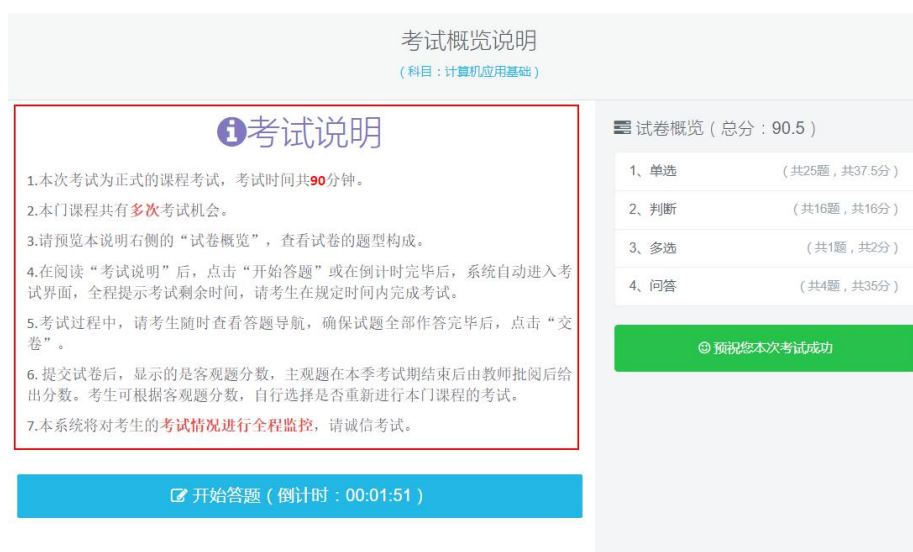 考试概览说明
（科目：计算机应用基础）
考试说明
1.本次考试为正式的课程考试，考试时间共90分钟。
2.本门课程共有多次考试机会。
3.请预览本说明右侧的“试卷概览”，查看试卷的题型构成。
4.在阅读“考试说明”后，点击“开始答题”或在倒计时完毕后，系统自动进入考
试界面，全程提示考试剩余时间，请考生在规定时间内完成考试。
5.考试过程中，请考生随时查看答题导航，确保试题全部作答完毕后，点击“交
卷”。
6. 提交试卷后，显示的是客观题分数，主观题在本季考试期结束后由教师批阅后给
出分数。考生可根据客观题分数，自行选择是否重新进行本门课程的考试。
7.本系统将对考生的考试情况进行全程监控，请诚信考试。
开始答题（倒计时：00:01:51）
试卷概览（总分：90.5）
1、单选 （共25题，共37.5分）
2、判断 （共16题，共16分）
3、多选 （共1题，共2分）
4、问答 （共4题，共35分）
预祝您本次考试成功